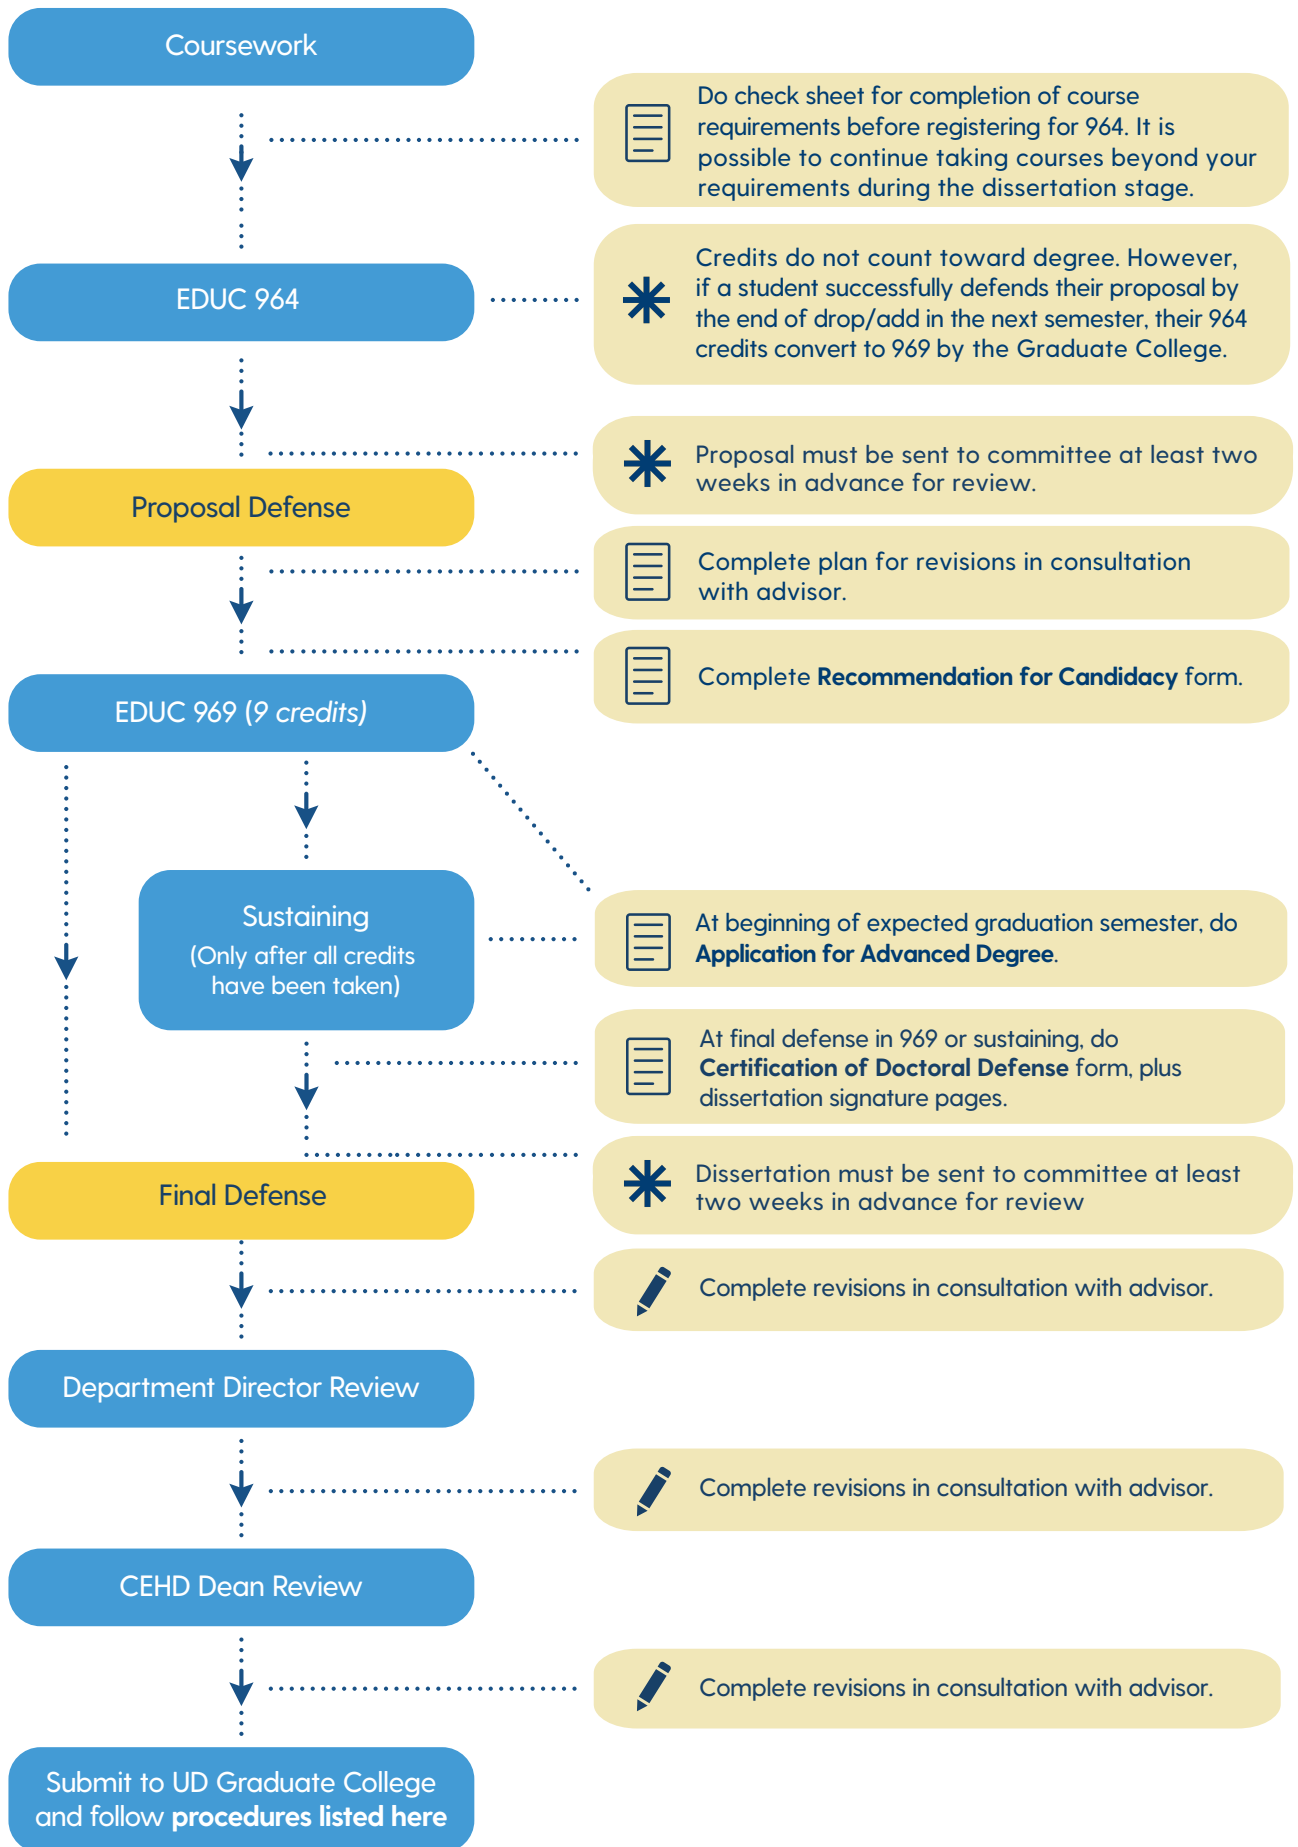 Coursework
Do check sheet for completion of course
requirements before registering for 964. It is
possible to continue taking courses beyond your
requirements during the dissertation stage.
EDUC 964
Credits do not count toward degree. However,
if a student successfully defends their proposal by
the end of drop/add in the next semester, their 964
credits convert to 969 by the Graduate College.
Proposal must be sent to committee at least two
weeks in advance for review.
Proposal Defense
Complete plan for revisions in consultation
with advisor.
Complete Recommendation for Candidacy form.
EDUC 969 (9 credits)
Sustaining
(Only after all credits
have been taken)
At beginning of expected graduation semester, do
Application for Advanced Degree.
At final defense in 969 or sustaining, do
Certification of Doctoral Defense form, plus
dissertation signature pages.
Dissertation must be sent to committee at least
two weeks in advance for review
Final Defense
Complete revisions in consultation with advisor.
Department Director Review
Complete revisions in consultation with advisor.
CEHD Dean Review
Complete revisions in consultation with advisor.
Submit to UD Graduate College
and follow procedures listed here